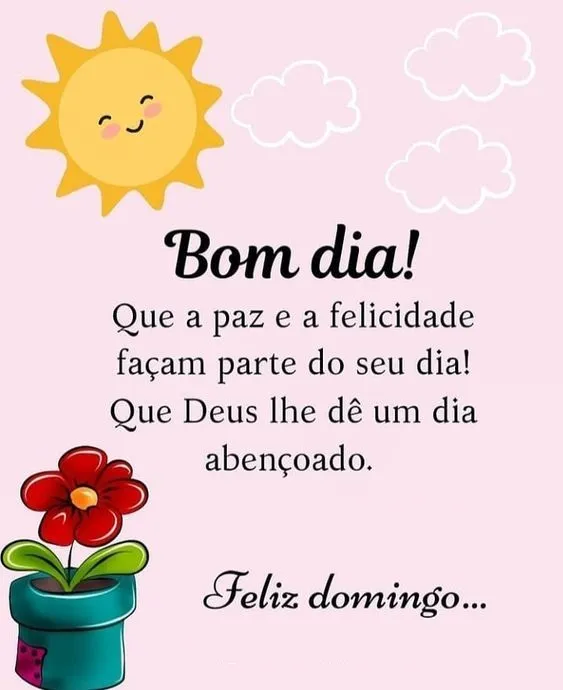 Bom dia!
Que a paz e a felicidade
façam parte do seu dia!
Que Deus lhe dê um dia
abençoado.
Feliz domingo...